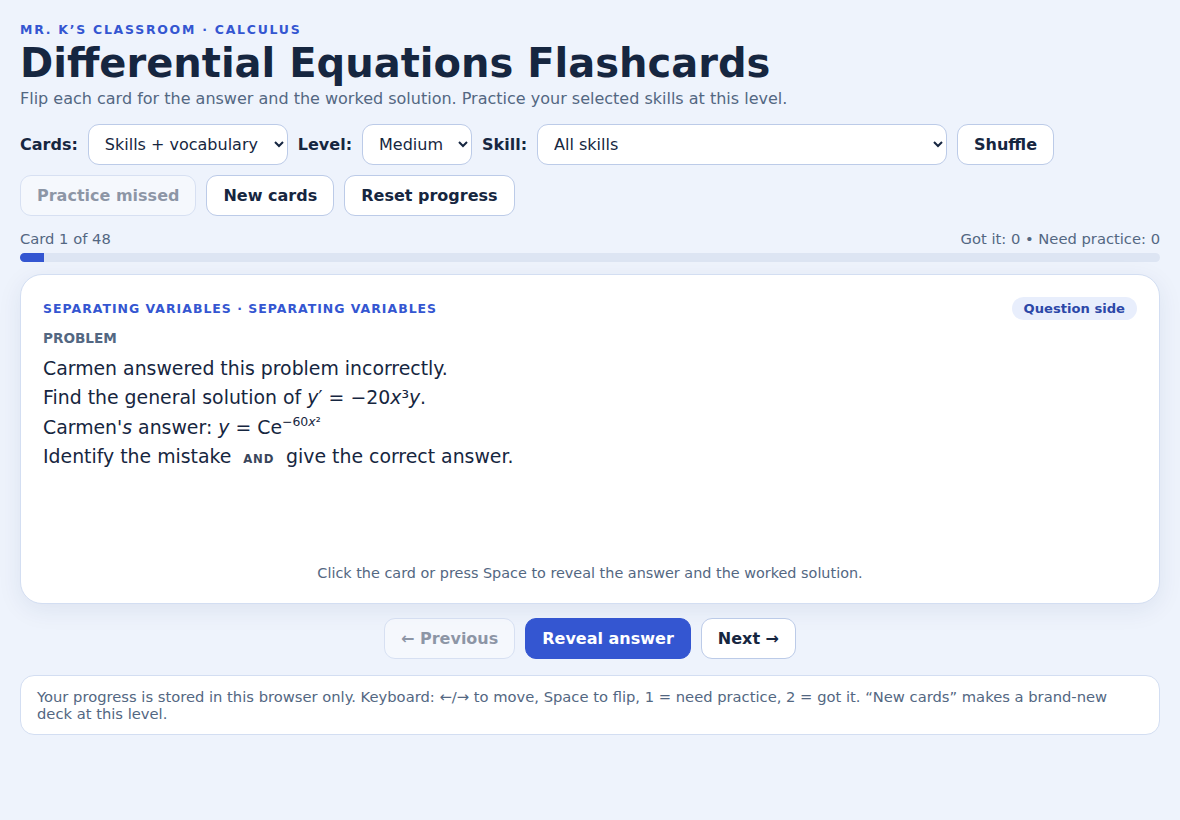 MR. K’S CLASSROOM · CALCULUS
Differential Equations Flashcards
Flip each card for the answer and the worked solution. Practice your selected skills at this level.
Cards: Skills + vocabulary Level: Medium Skill: All skills Shuffle
Practice missed New cards Reset progress
Card 1 of 48 Got it: 0 • Need practice: 0
SEPARATING VARIABLES · SEPARATING VARIABLES Question side
PROBLEM
Carmen answered this problem incorrectly.
Find the general solution of y′ = −20x³y.
Carmen's answer: y = Ce⁻⁶⁰ˣ²
Identify the mistake AND give the correct answer.
Click the card or press Space to reveal the answer and the worked solution.
← Previous Reveal answer Next →
Your progress is stored in this browser only. Keyboard: ←/→ to move, Space to flip, 1 = need practice, 2 = got it. “New cards” makes a brand-new
deck at this level.